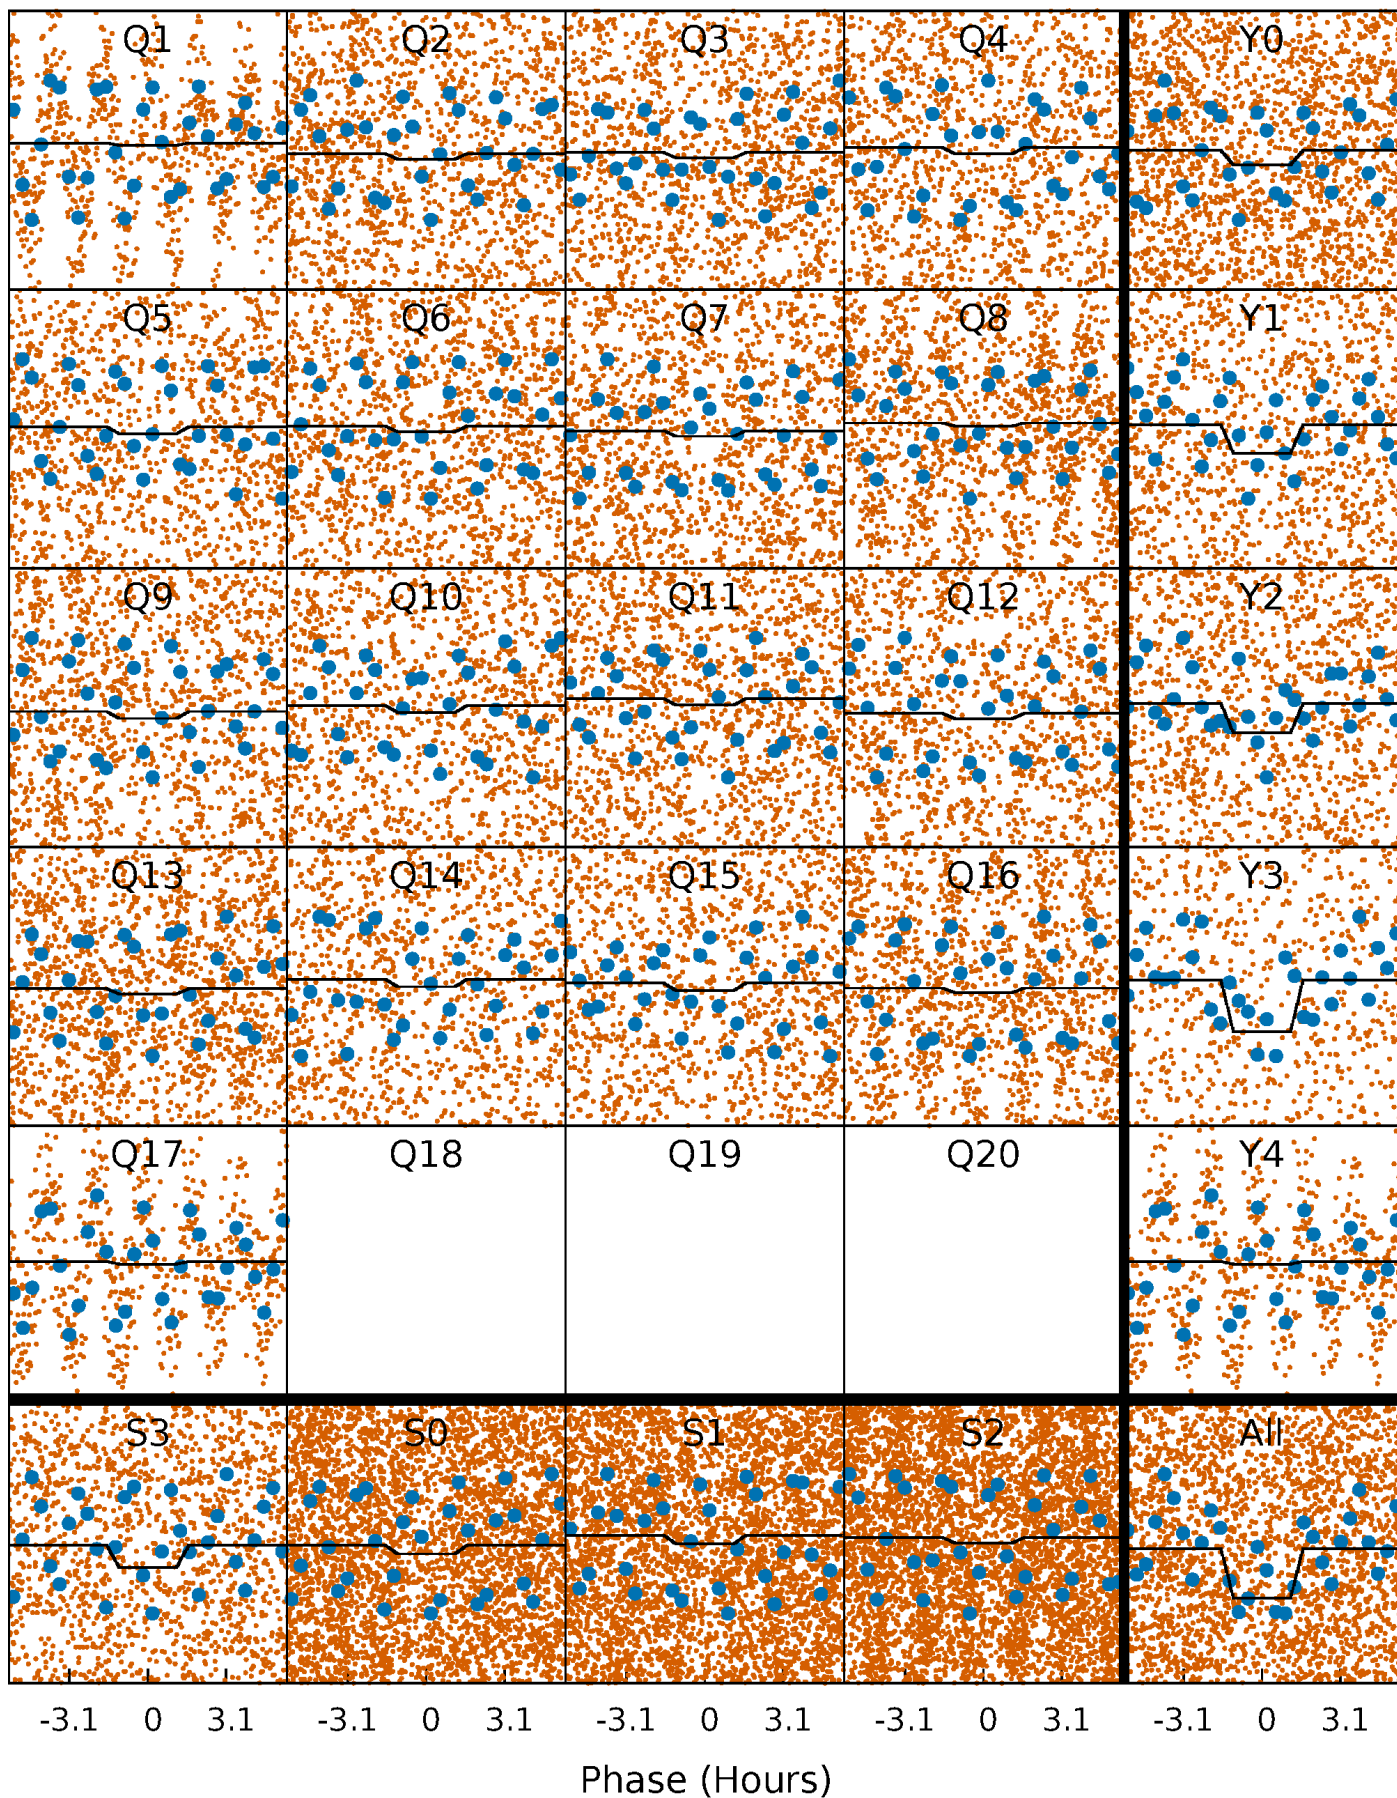 Q1 Q2 Q3 Q4 Y0
Q5 Q6 Q7 Q8 Y1
Q9 Q10 Q11 Q12 Y2
Q13 Q14 Q15 Q16 Y3
Q17 Q18 Q19 Q20 Y4
S3 S0 S1 S2 All
-3.1 0 3.1 -3.1 0 3.1 -3.1 0 3.1 -3.1 0 3.1 -3.1 0 3.1
Phase (Hours)